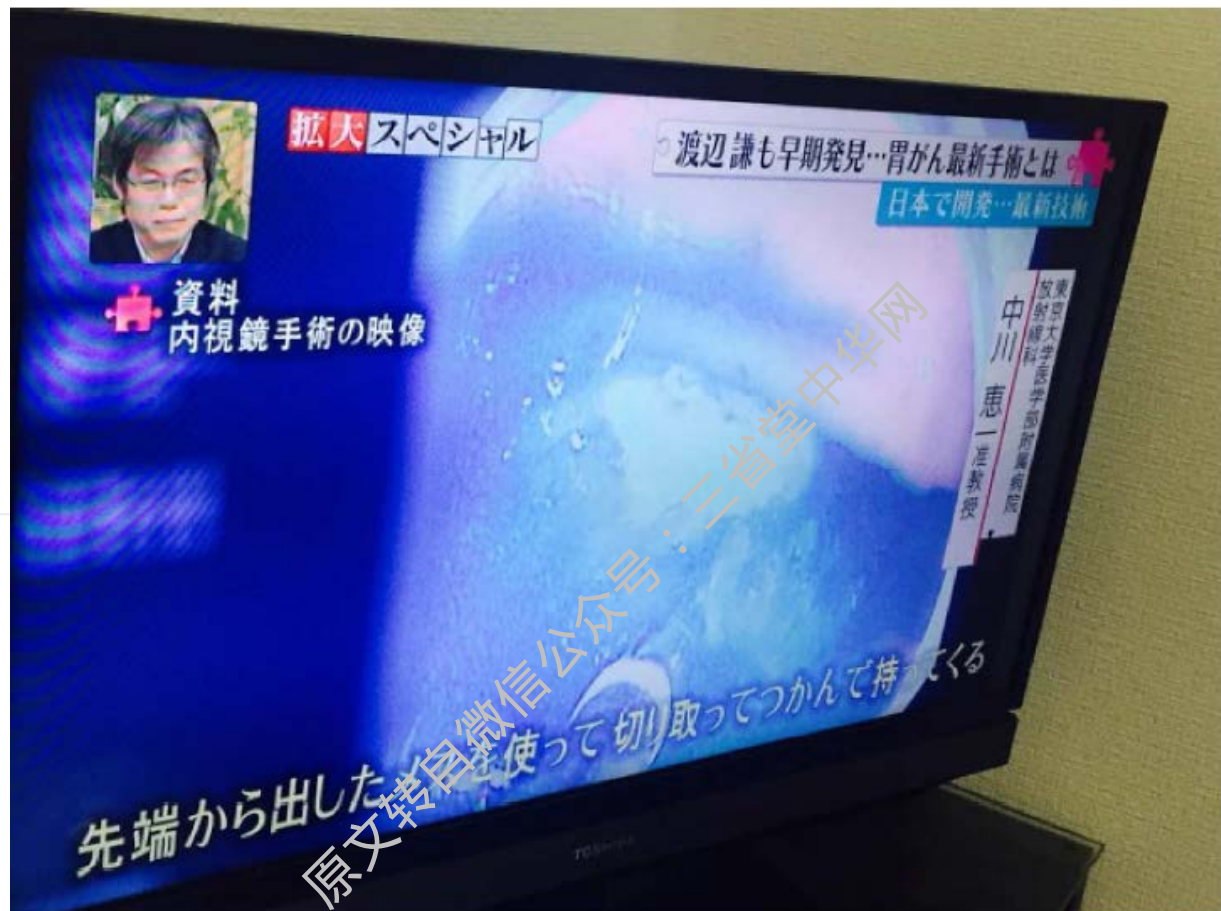 拡大スペシャル
渡辺 謙も早期発見…胃がん最新手術とは
日本で開発…最新技術
資料
内視鏡手術の映像
東京大学医学部附属病院
放射線科
中川 恵一 准教授
先端から出した を使って切り取ってつかんで持ってくる
TOSHIBA
原文转自微信公众号：三省堂中华网